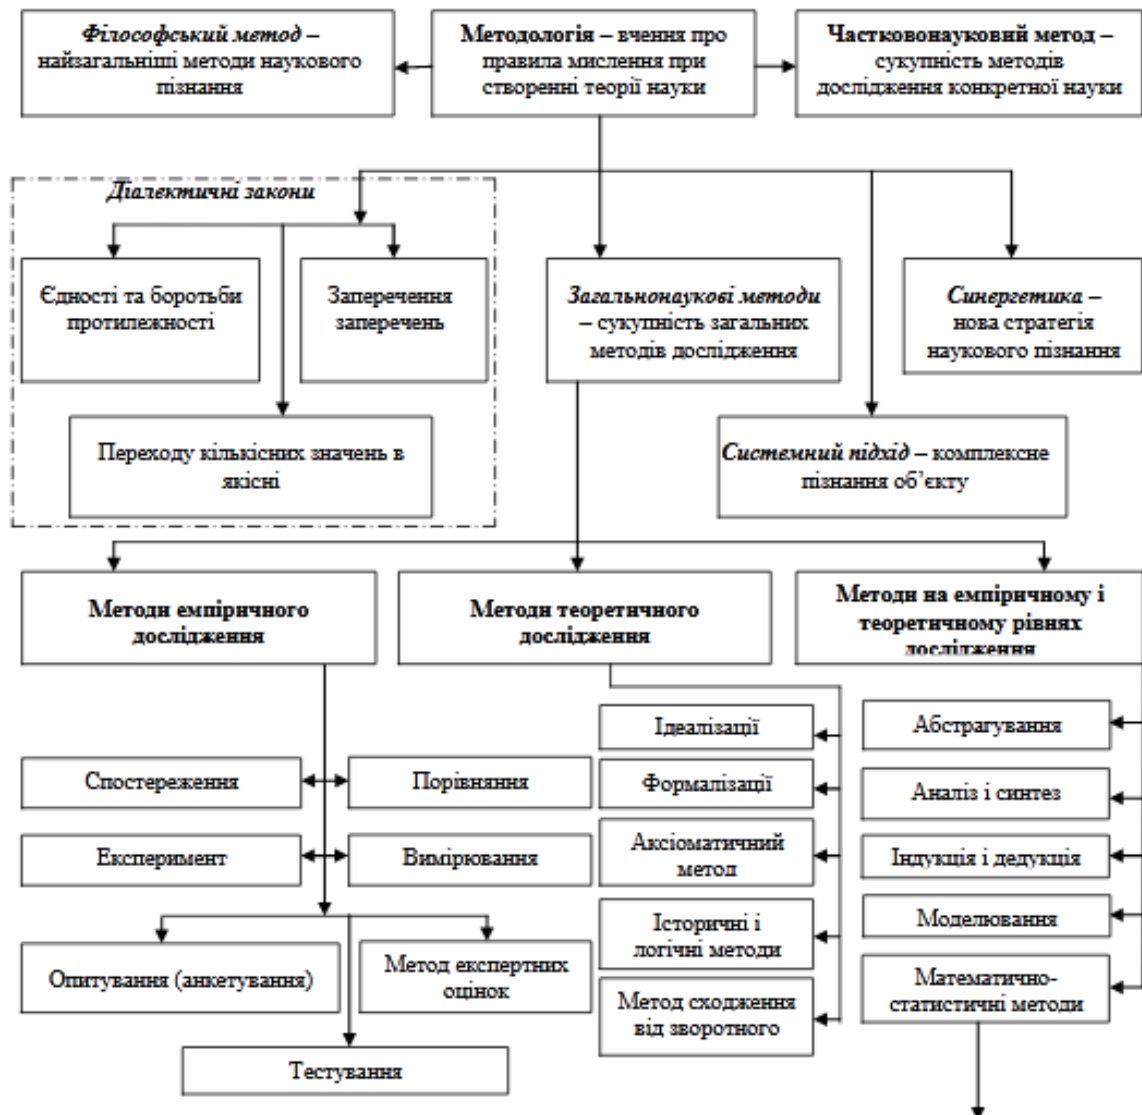 Філософський метод –
найзагальніші методи наукового
пізнання
Методологія – вчення про
правила мислення при
створенні теорії науки
Частковонауковий метод –
сукупність методів
дослідження конкретної науки
Діалектичні закони
Єдності та боротьби
протилежності
Заперечення
заперечень
Загальнонаукові методи
– сукупність загальних
методів дослідження
Синергетика –
нова стратегія
наукового пізнання
Переходу кількісних значень в
якісні
Системний підхід – комплексне
пізнання об’єкту
Методи емпіричного
дослідження
Методи теоретичного
дослідження
Методи на емпіричному і
теоретичному рівнях
дослідження
Спостереження
Порівняння
Експеримент
Вимірювання
Опитування (анкетування)
Метод експертних
оцінок
Тестування
Ідеалізації
Формалізації
Аксіоматичний
метод
Історичні і
логічні методи
Метод сходження
від зворотного
Абстрагування
Аналіз і синтез
Індукція і дедукція
Моделювання
Математично-
статистичні методи